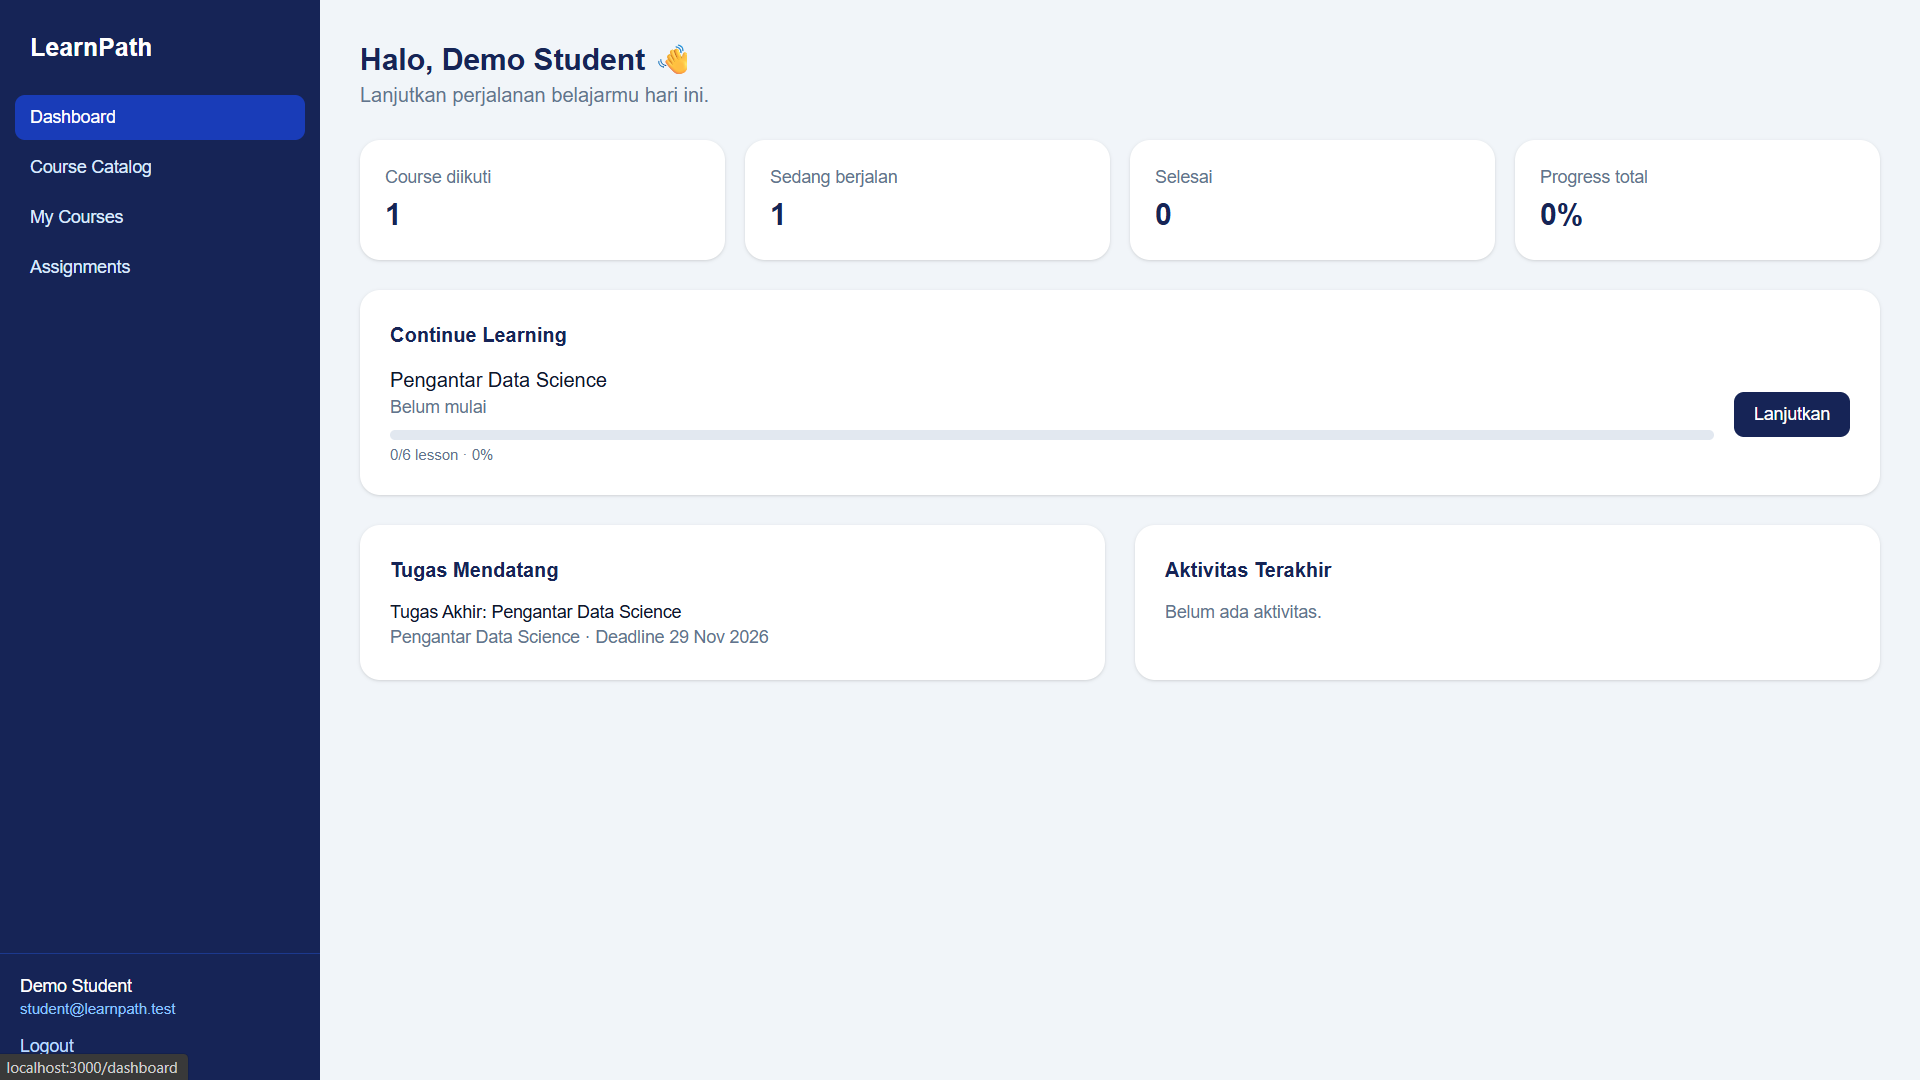 LearnPath
Dashboard
Course Catalog
My Courses
Assignments
Demo Student
student@learnpath.test
Logout
localhost:3000/dashboard
Halo, Demo Student 👋
Lanjutkan perjalanan belajarmu hari ini.
Course diikuti
1
Sedang berjalan
1
Selesai
0
Progress total
0%
Continue Learning
Pengantar Data Science
Belum mulai
0/6 lesson · 0%
Lanjutkan
Tugas Mendatang
Tugas Akhir: Pengantar Data Science
Pengantar Data Science · Deadline 29 Nov 2026
Aktivitas Terakhir
Belum ada aktivitas.